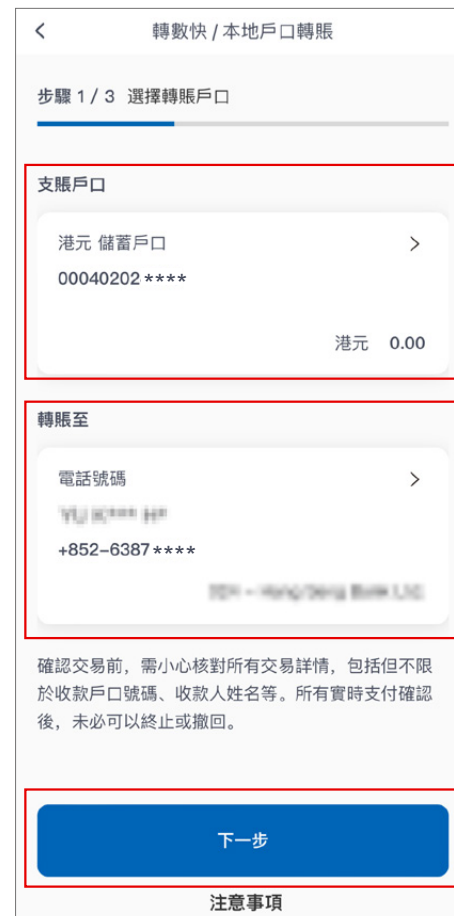 轉數快 / 本地戶口轉賬
步驟 1 / 3 選擇轉賬戶口
支賬戶口
港元 儲蓄戶口
00040202 ****
港元 0.00
轉賬至
電話號碼
+852-6387 ****
確認交易前，需小心核對所有交易詳情，包括但不限
於收款戶口號碼、收款人姓名等。所有實時支付確認
後，未必可以終止或撤回。
下一步
注意事項